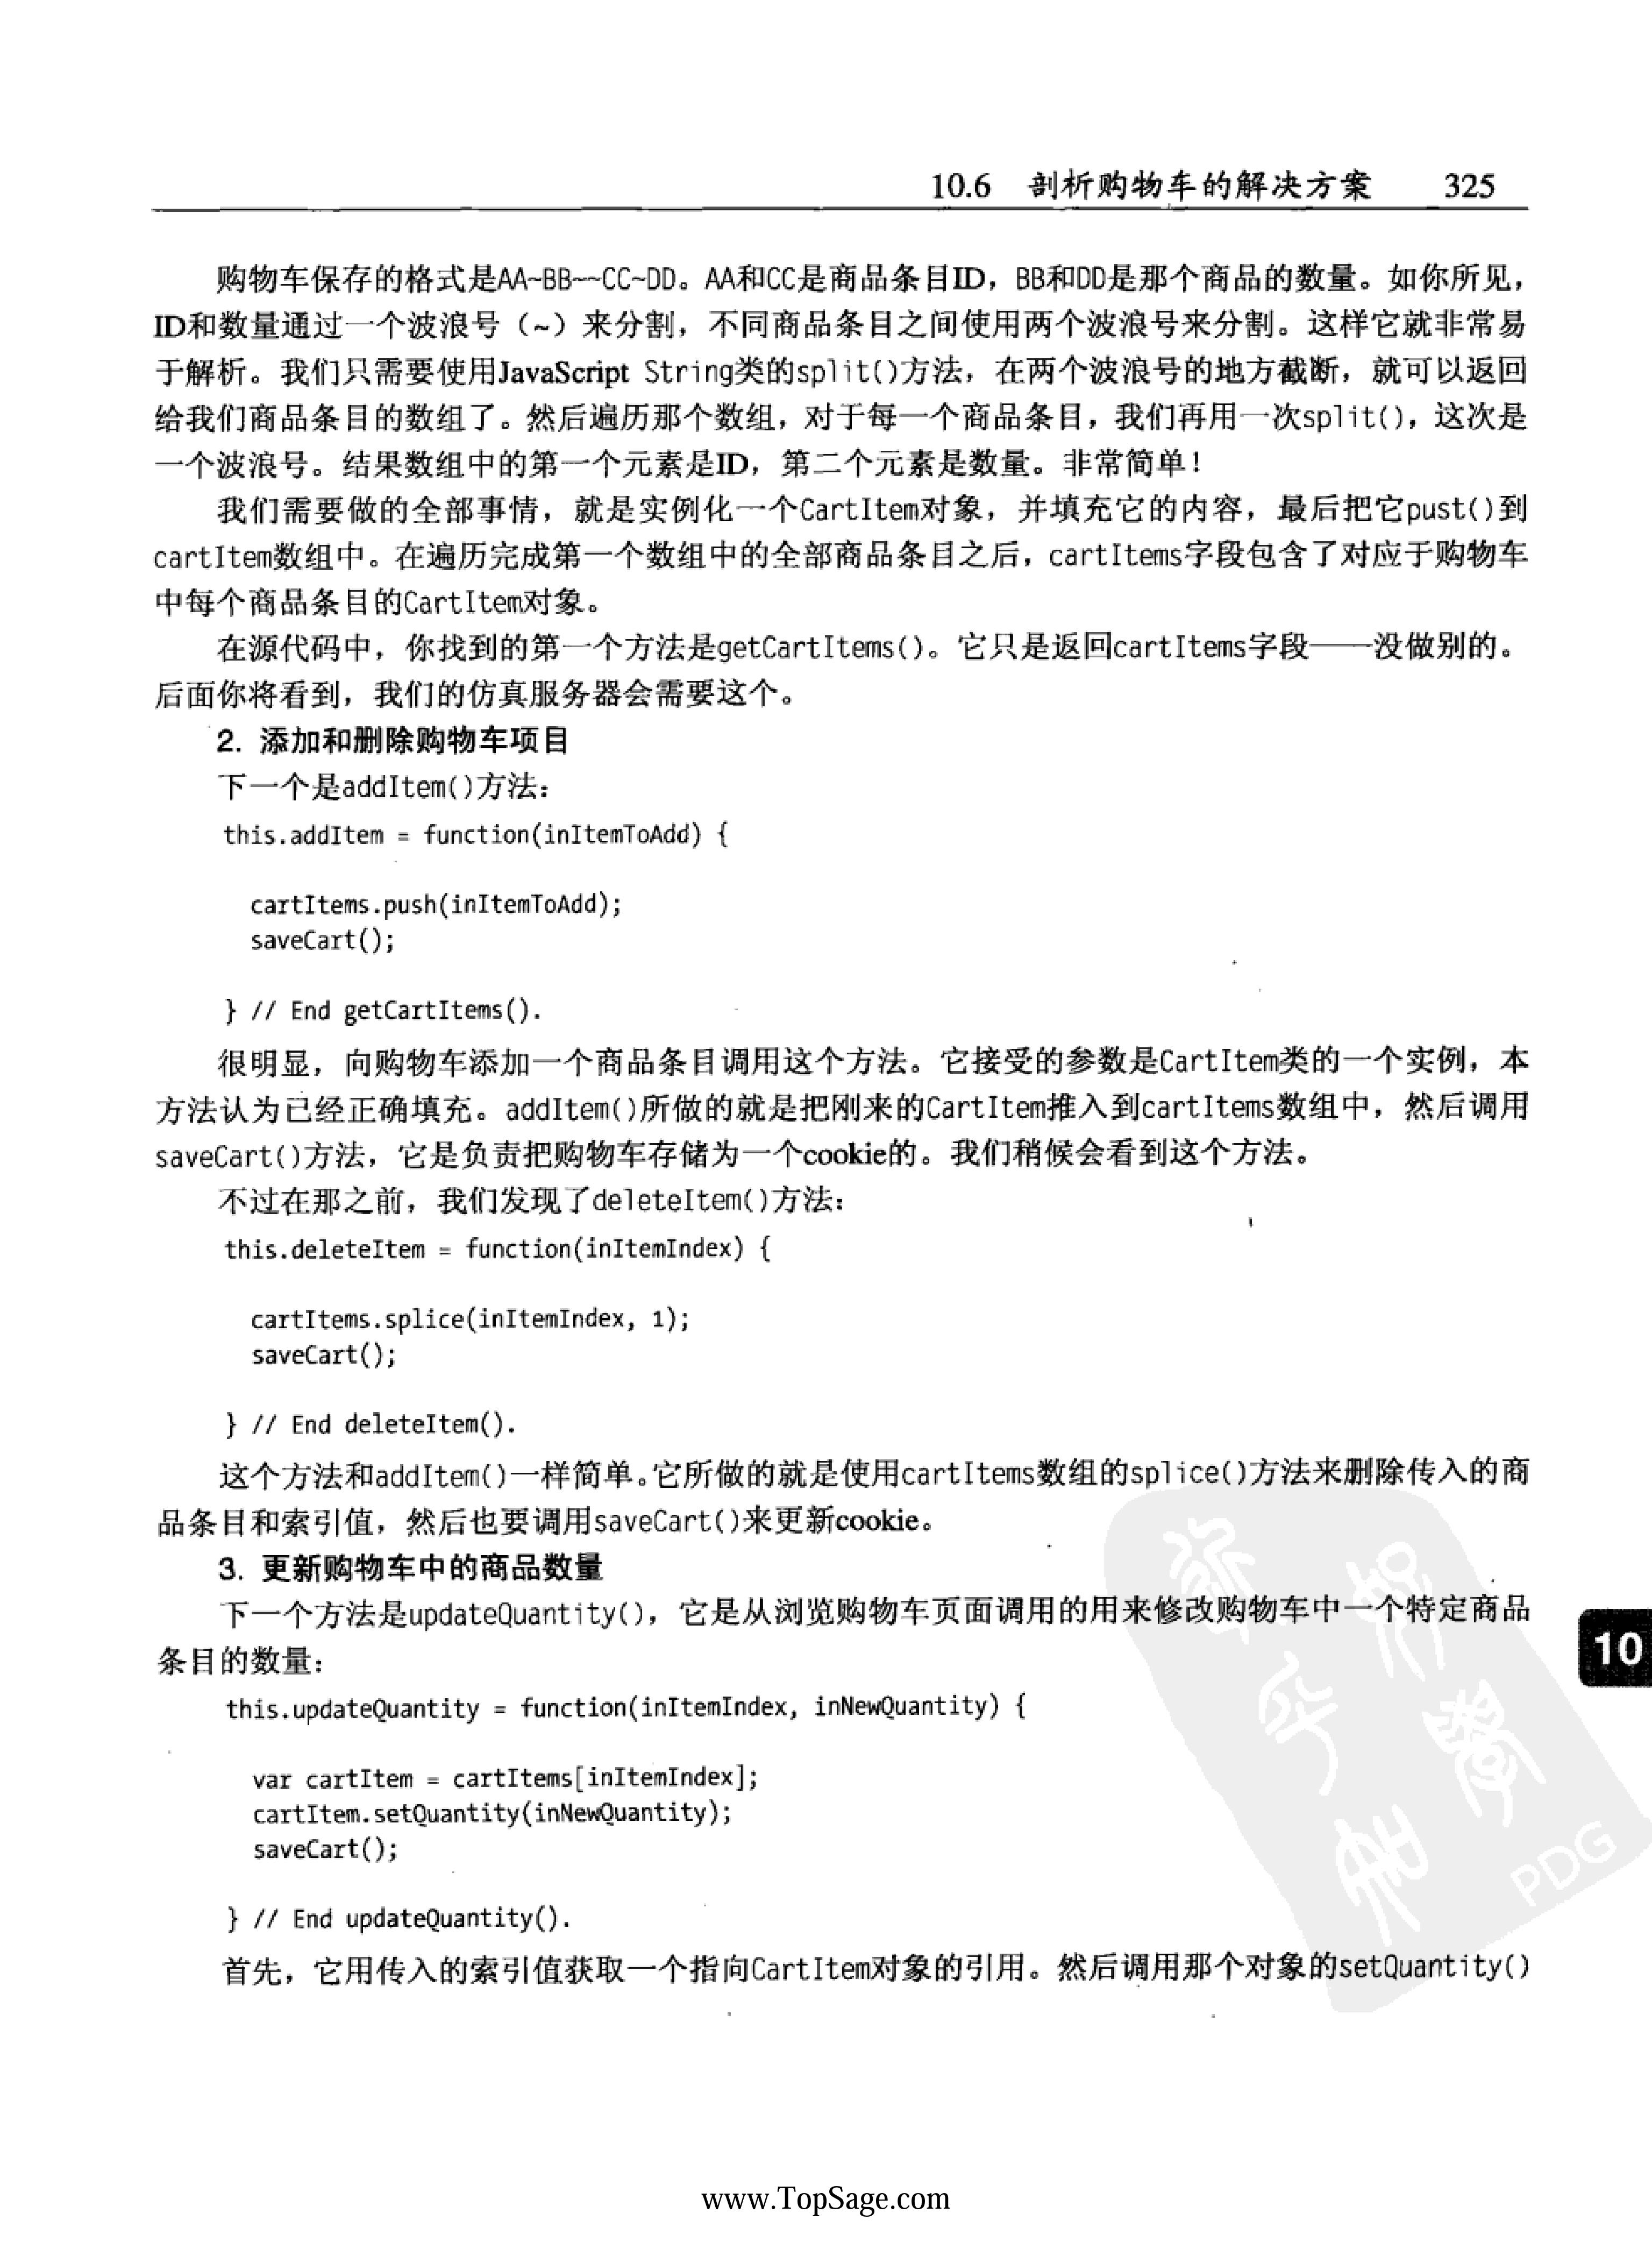 10.6 剖析购物车的解决方案 325
购物车保存的格式是AA~BB~~CC~DD。AA和CC是商品条目ID，BB和DD是那个商品的数量。如你所见，
ID和数量通过一个波浪号（~）来分割，不同商品条目之间使用两个波浪号来分割。这样它就非常易
于解析。我们只需要使用JavaScript String类的split()方法，在两个波浪号的地方截断，就可以返回
给我们商品条目的数组了。然后遍历那个数组，对于每一个商品条目，我们再用一次split()，这次是
一个波浪号。结果数组中的第一个元素是ID，第二个元素是数量。非常简单！
我们需要做的全部事情，就是实例化一个CartItem对象，并填充它的内容，最后把它pust()到
cartItem数组中。在遍历完成第一个数组中的全部商品条目之后，cartItems字段包含了对应于购物车
中每个商品条目的CartItem对象。
在源代码中，你找到的第一个方法是getCartItems()。它只是返回cartItems字段——没做别的。
后面你将看到，我们的仿真服务器会需要这个。
2. 添加和删除购物车项目
下一个是addItem()方法：
this.addItem = function(inItemToAdd) {
cartItems.push(inItemToAdd);
saveCart();
} // End getCartItems().
很明显，向购物车添加一个商品条目调用这个方法。它接受的参数是CartItem类的一个实例，本
方法认为已经正确填充。addItem()所做的就是把刚来的CartItem推入到cartItems数组中，然后调用
saveCart()方法，它是负责把购物车存储为一个cookie的。我们稍候会看到这个方法。
不过在那之前，我们发现了deleteItem()方法：
this.deleteItem = function(inItemIndex) {
cartItems.splice(inItemIndex, 1);
saveCart();
} // End deleteItem().
这个方法和addItem()一样简单。它所做的就是使用cartItems数组的splice()方法来删除传入的商
品条目和索引值，然后也要调用saveCart()来更新cookie。
3. 更新购物车中的商品数量
下一个方法是updateQuantity()，它是从浏览购物车页面调用的用来修改购物车中一个特定商品
条目的数量：
10
this.updateQuantity = function(inItemIndex, inNewQuantity) {
var cartItem = cartItems[inItemIndex];
cartItem.setQuantity(inNewQuantity);
saveCart();
PDG
} // End updateQuantity().
首先，它用传入的索引值获取一个指向CartItem对象的引用。然后调用那个对象的setQuantity()
www.TopSage.com